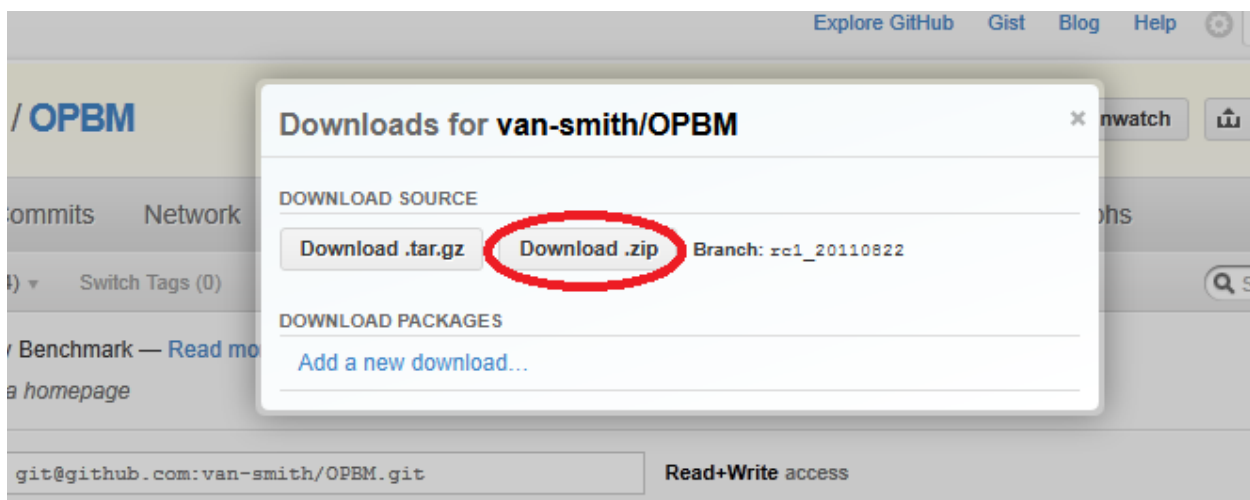 Explore GitHub Gist Blog Help
/ OPBM
Downloads for van-smith/OPBM × nwatch
DOWNLOAD SOURCE
ommits Network
Download .tar.gz Download .zip Branch: rc1_20110822
Switch Tags (0)
DOWNLOAD PACKAGES
Benchmark — Read mo
Add a new download...
a homepage
git@github.com:van-smith/OPBM.git Read+Write access